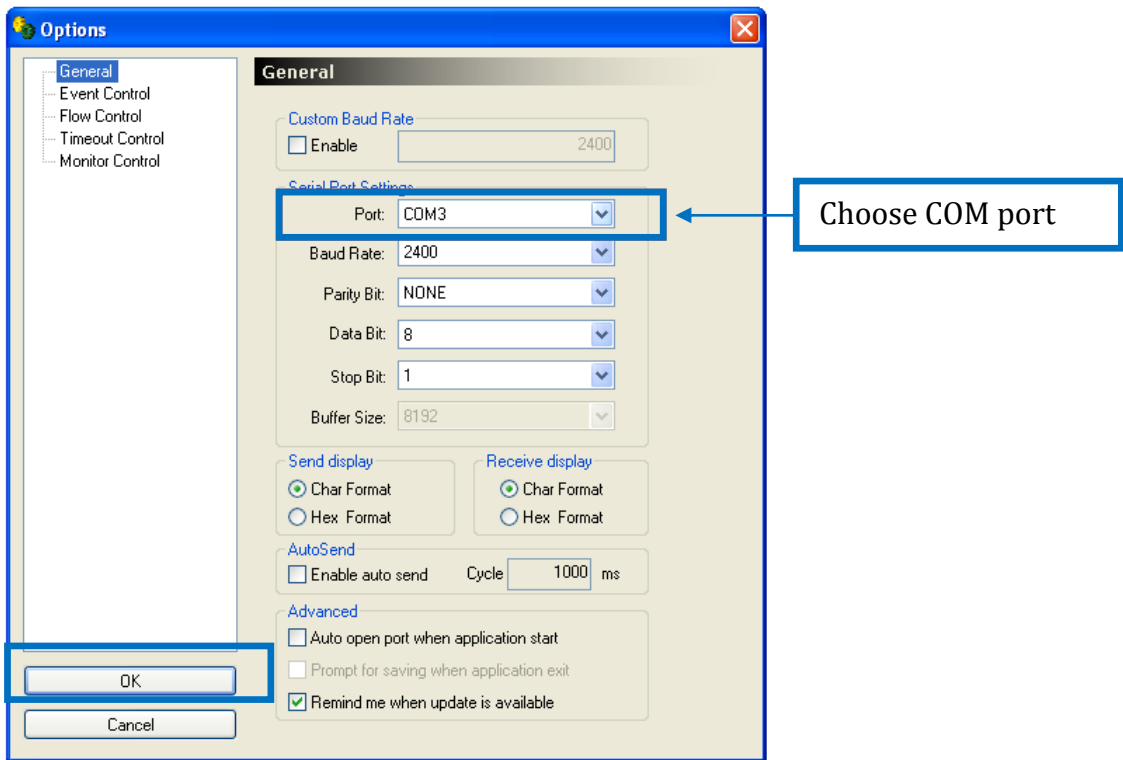 Options
General
Event Control
Flow Control
Timeout Control
Monitor Control
OK
Cancel
General
Custom Baud Rate
Enable 2400
Serial Port Settings
Port: COM3
Baud Rate: 2400
Parity Bit: NONE
Data Bit: 8
Stop Bit: 1
Buffer Size: 8192
Send display
Char Format
Hex Format
Receive display
Char Format
Hex Format
AutoSend
Enable auto send Cycle 1000 ms
Advanced
Auto open port when application start
Prompt for saving when application exit
Remind me when update is available
Choose COM port